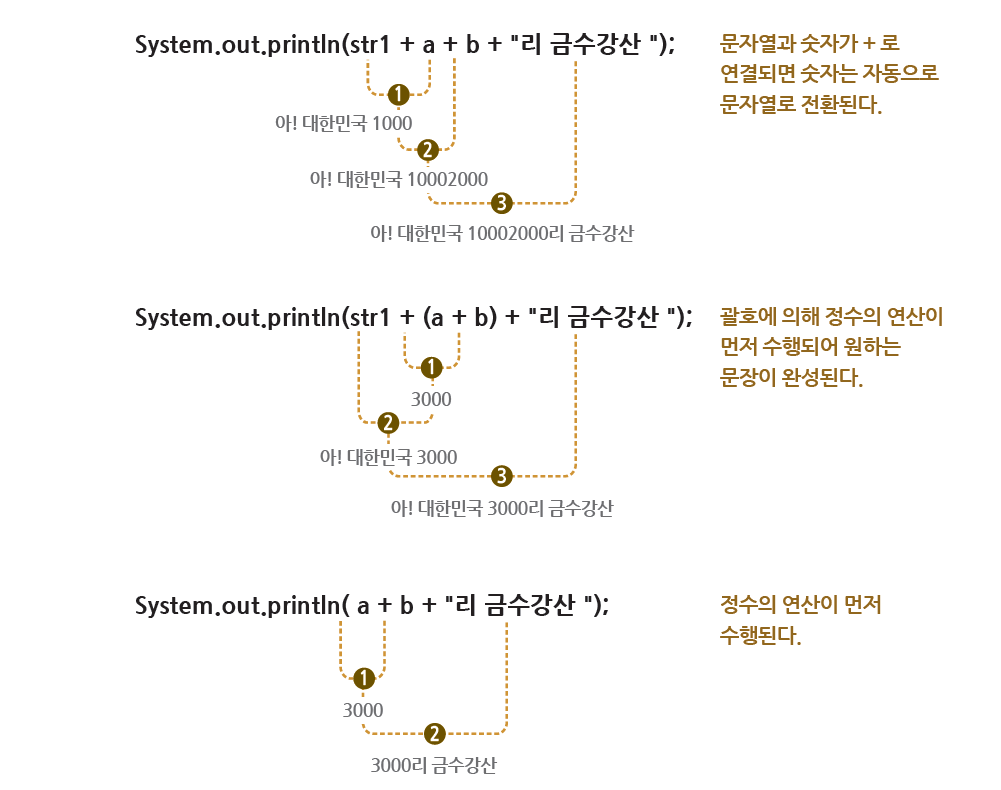 System.out.println(str1 + a + b + "리 금수강산 ");
문자열과 숫자가 + 로
연결되면 숫자는 자동으로
문자열로 전환된다.
1
아! 대한민국 1000
2
아! 대한민국 10002000
3
아! 대한민국 10002000리 금수강산
System.out.println(str1 + (a + b) + "리 금수강산 ");
괄호에 의해 정수의 연산이
먼저 수행되어 원하는
문장이 완성된다.
1
3000
2
아! 대한민국 3000
3
아! 대한민국 3000리 금수강산
System.out.println( a + b + "리 금수강산 ");
정수의 연산이 먼저
수행된다.
1
3000
2
3000리 금수강산